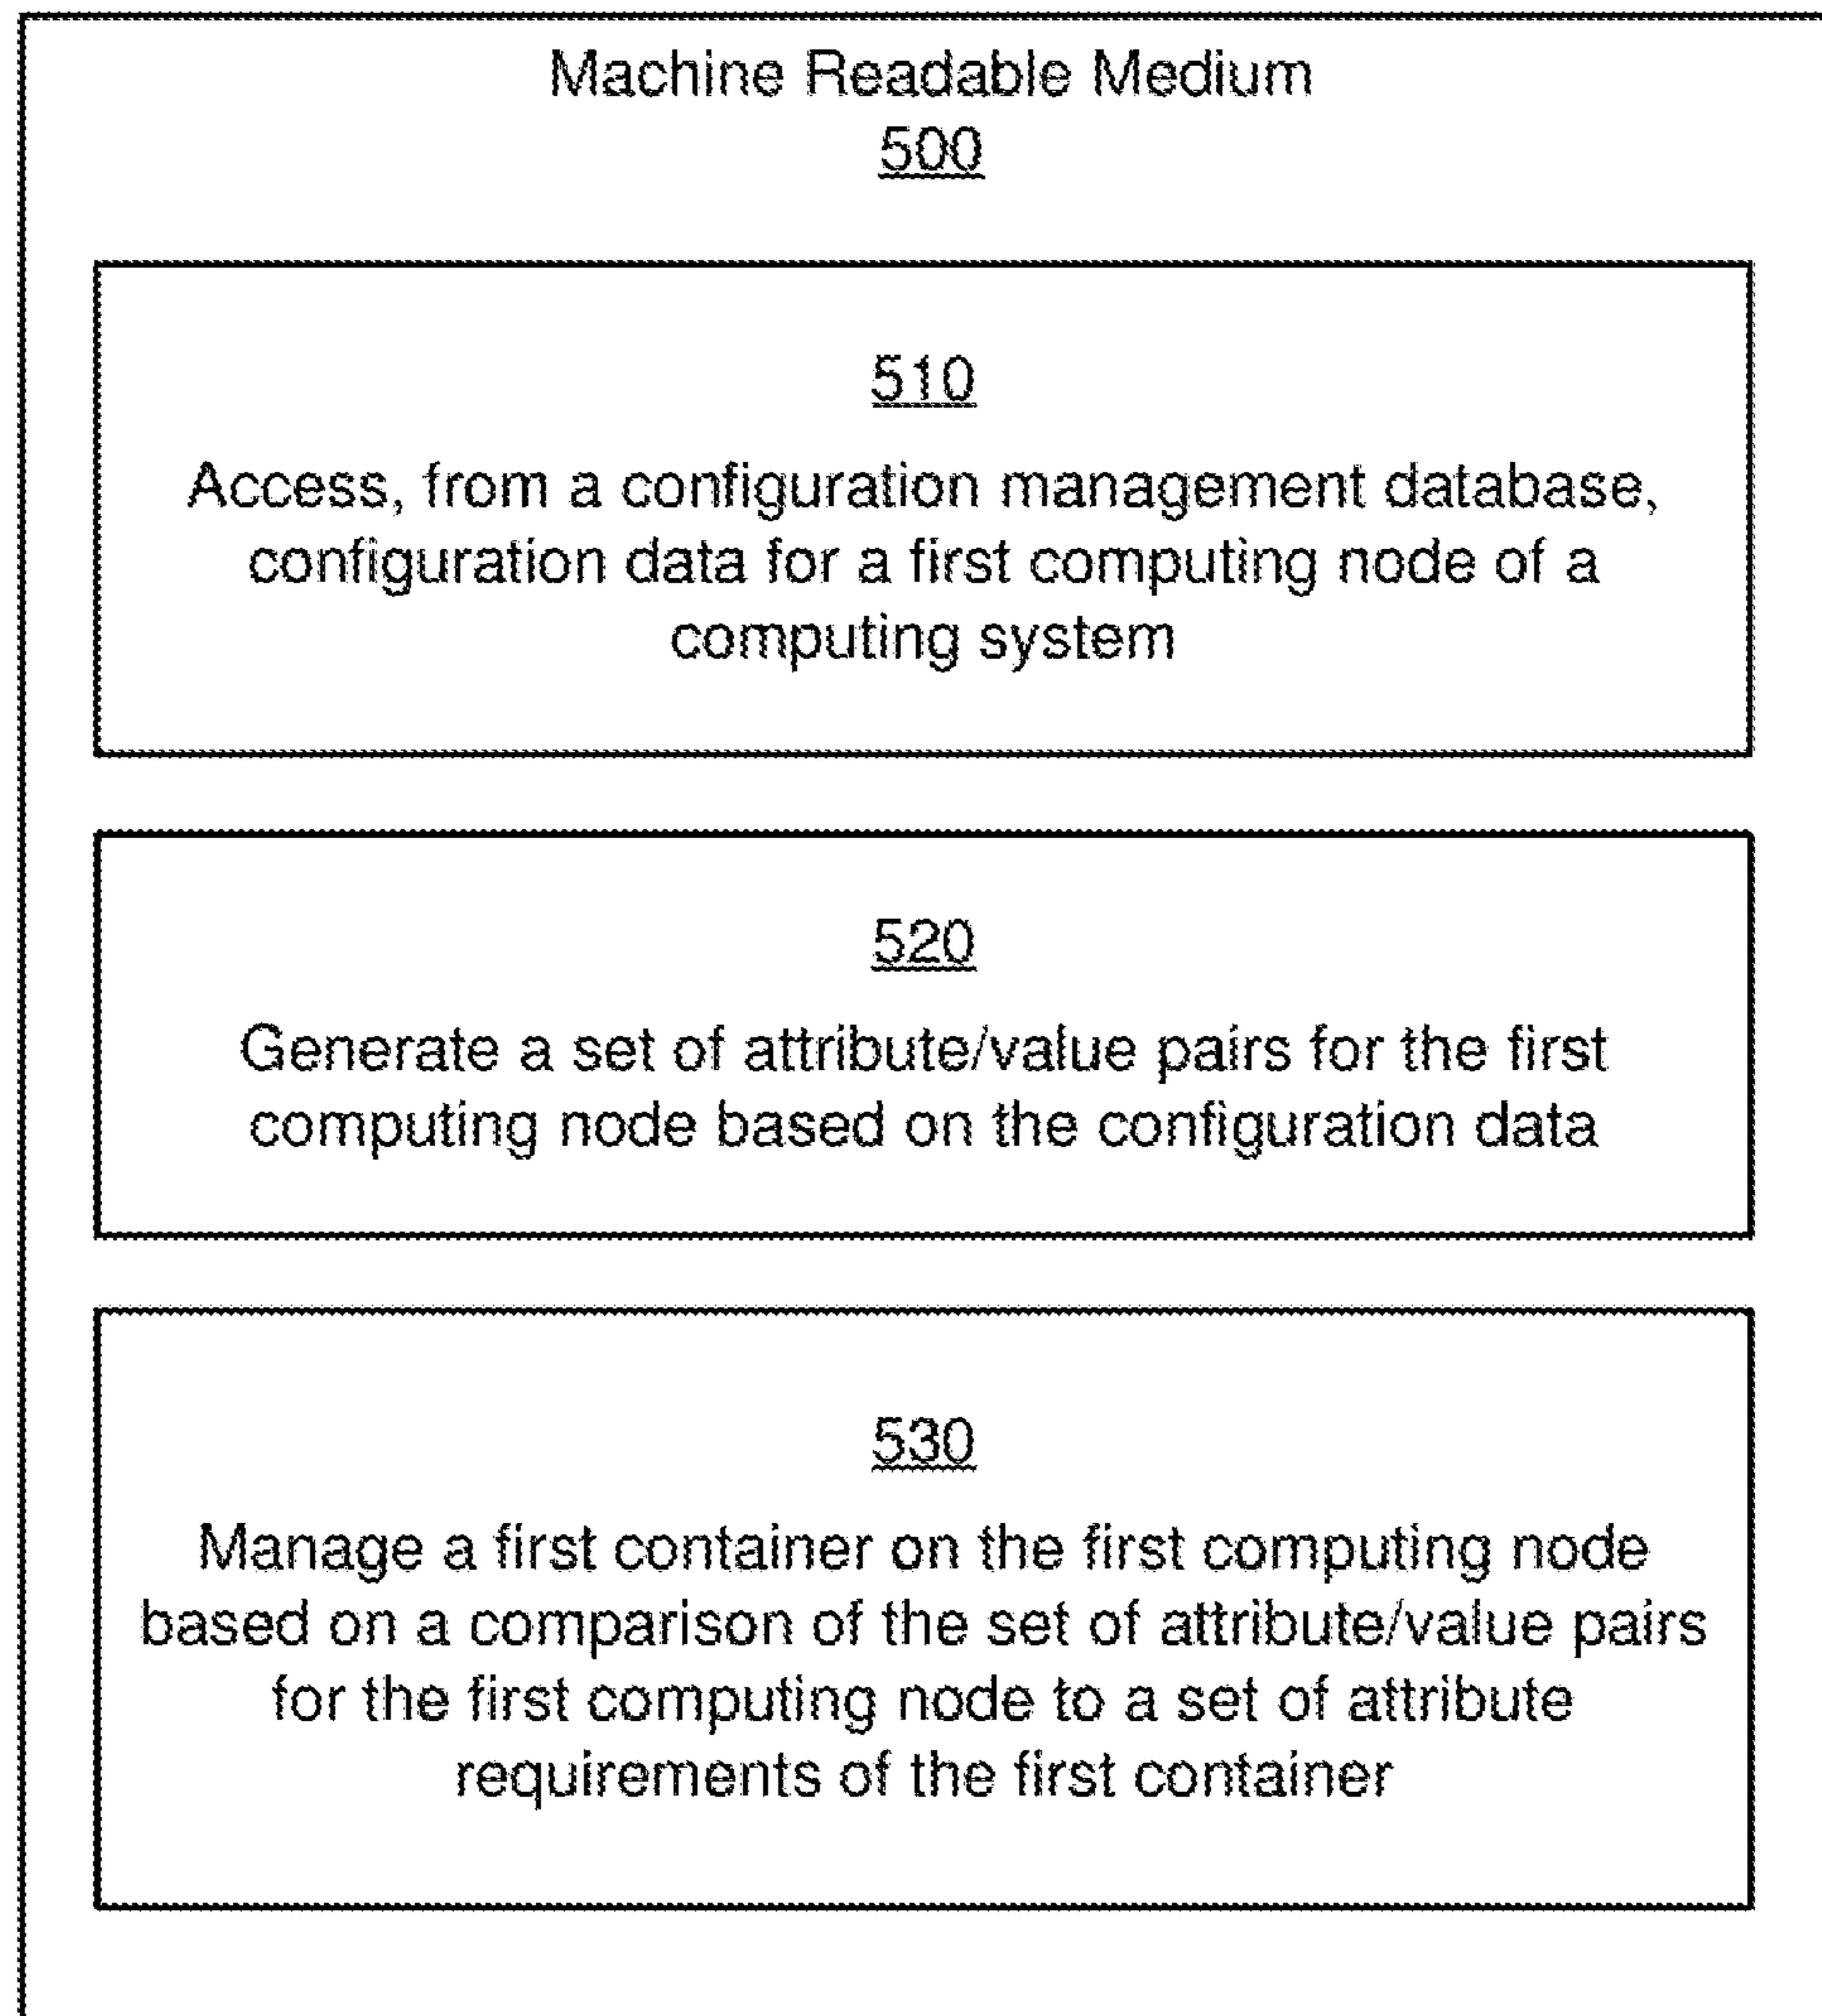 Machine Readable Medium
500
510
Access, from a configuration management database,
configuration data for a first computing node of a
computing system
520
Generate a set of attribute/value pairs for the first
computing node based on the configuration data
530
Manage a first container on the first computing node
based on a comparison of the set of attribute/value pairs
for the first computing node to a set of attribute
requirements of the first container